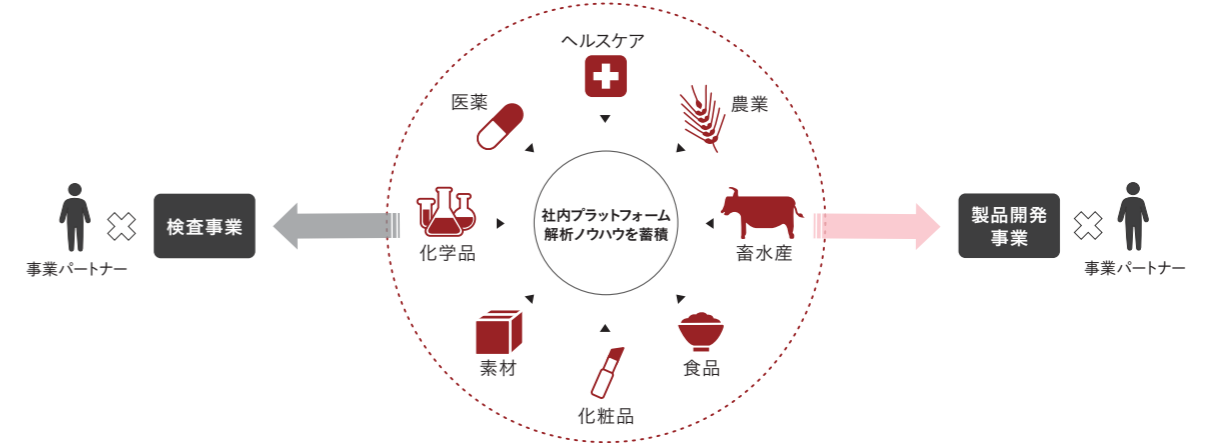 ヘルスケア
医薬
農業
検査事業
事業パートナー
化学品
社内プラットフォーム
解析ノウハウを蓄積
畜水産
製品開発
事業
事業パートナー
素材
食品
化粧品